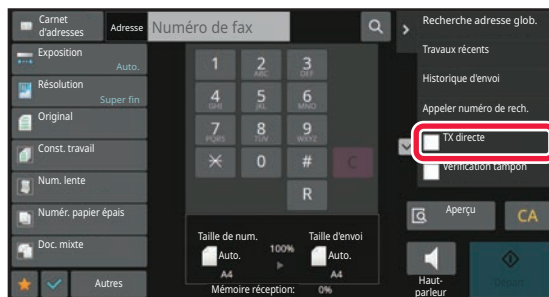 Carnet
d'adresses
Adresse
Numéro de fax
Exposition
Auto.
Résolution
Super fin
Original
Const. travail
Num. lente
Numér. papier épais
Doc. mixte
Autres
1
2
ABC
3
DEF
4
GHI
5
JKL
6
MNO
7
PQRS
8
TUV
9
WXYZ
0
#
C
R
Taille de num.
Auto.
A4
100%
Taille d'envoi
Auto.
A4
Mémoire réception: 0%
Recherche adresse glob.
Travaux récents
Historique d'envoi
Appeler numéro de rech.
TX directe
Vérification tampon
Aperçu
CA
Haut-
parleur